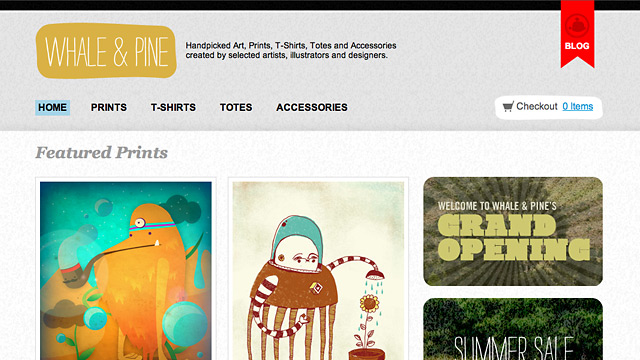 WHALE & PINE
Handpicked Art, Prints, T-Shirts, Totes and Accessories
created by selected artists, illustrators and designers.
BLOG
HOME PRINTS T-SHIRTS TOTES ACCESSORIES
Checkout 0 Items
Featured Prints
WELCOME TO WHALE & PINE'S
GRAND
OPENING
SUMMER SALE